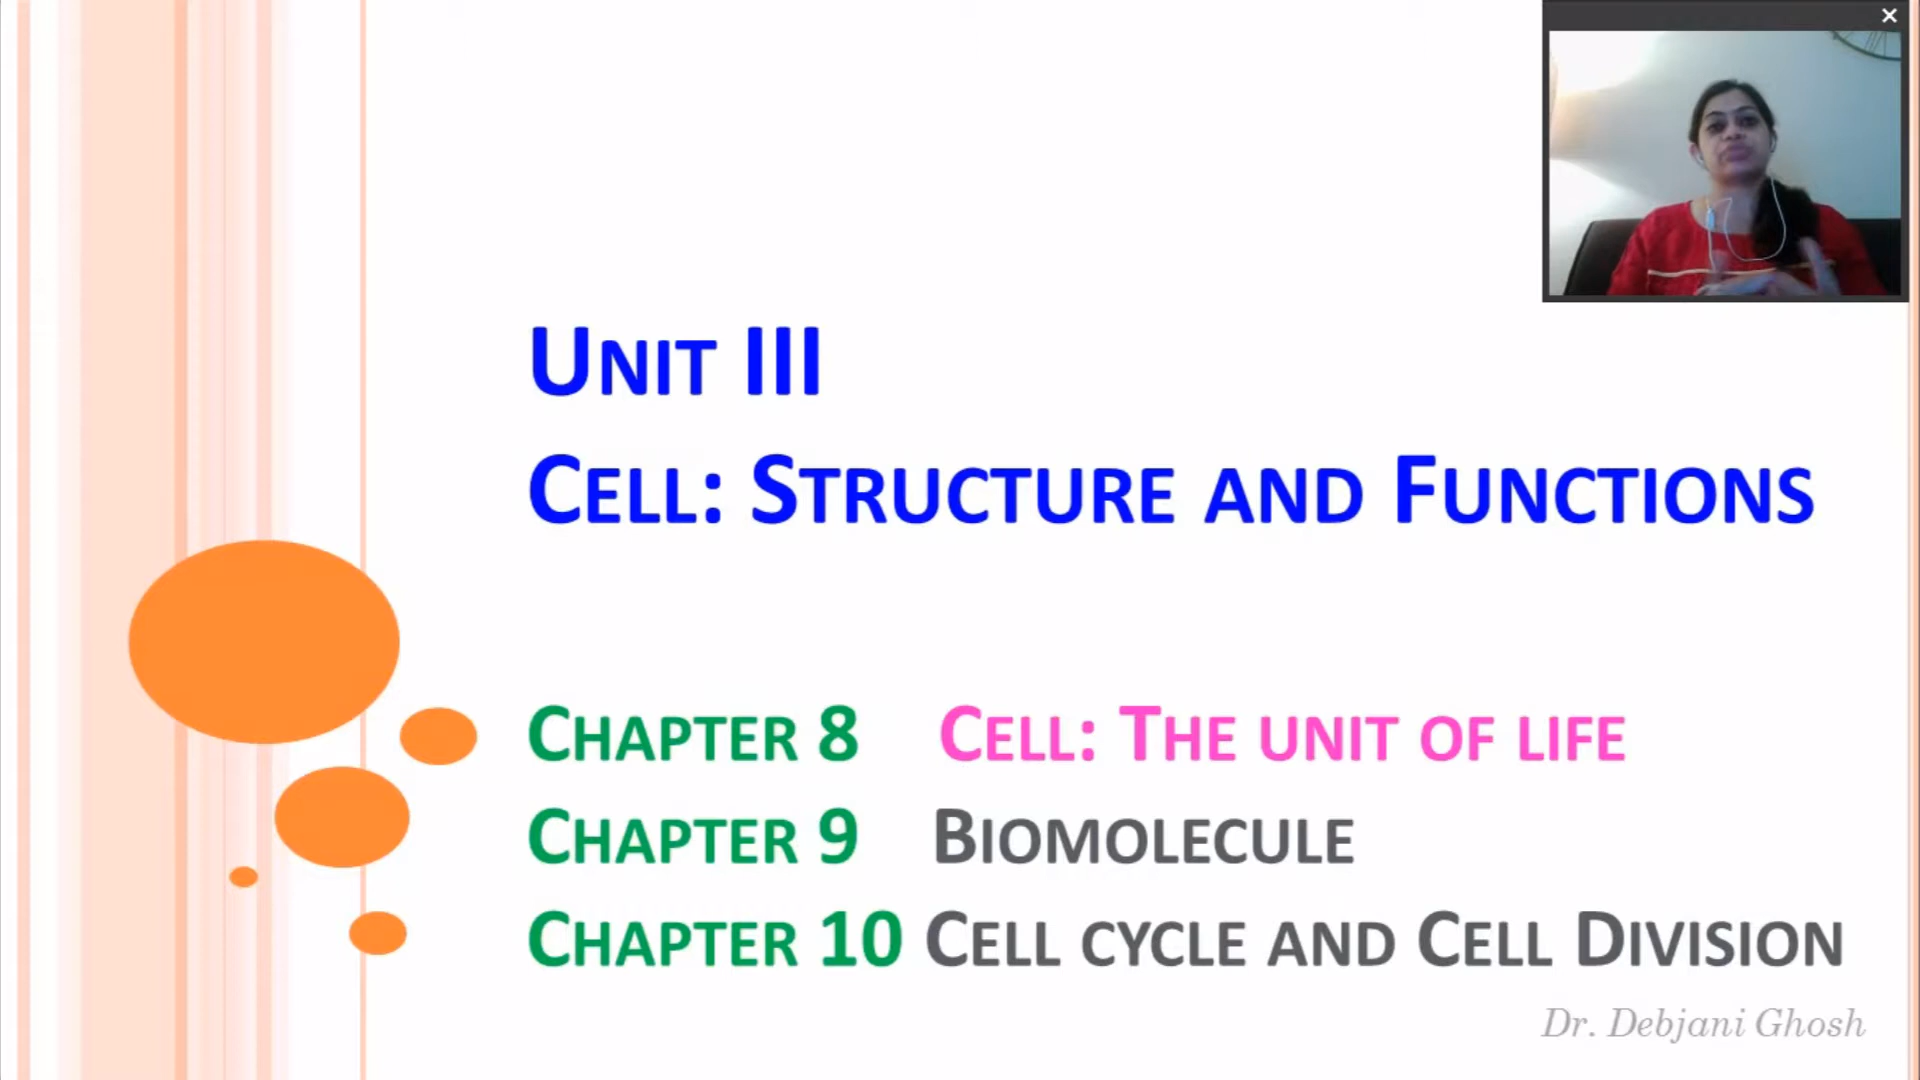 Unit III
Cell: Structure and Functions
Chapter 8 Cell: The unit of life
Chapter 9 Biomolecule
Chapter 10 Cell cycle and Cell Division
Dr. Debjani Ghosh